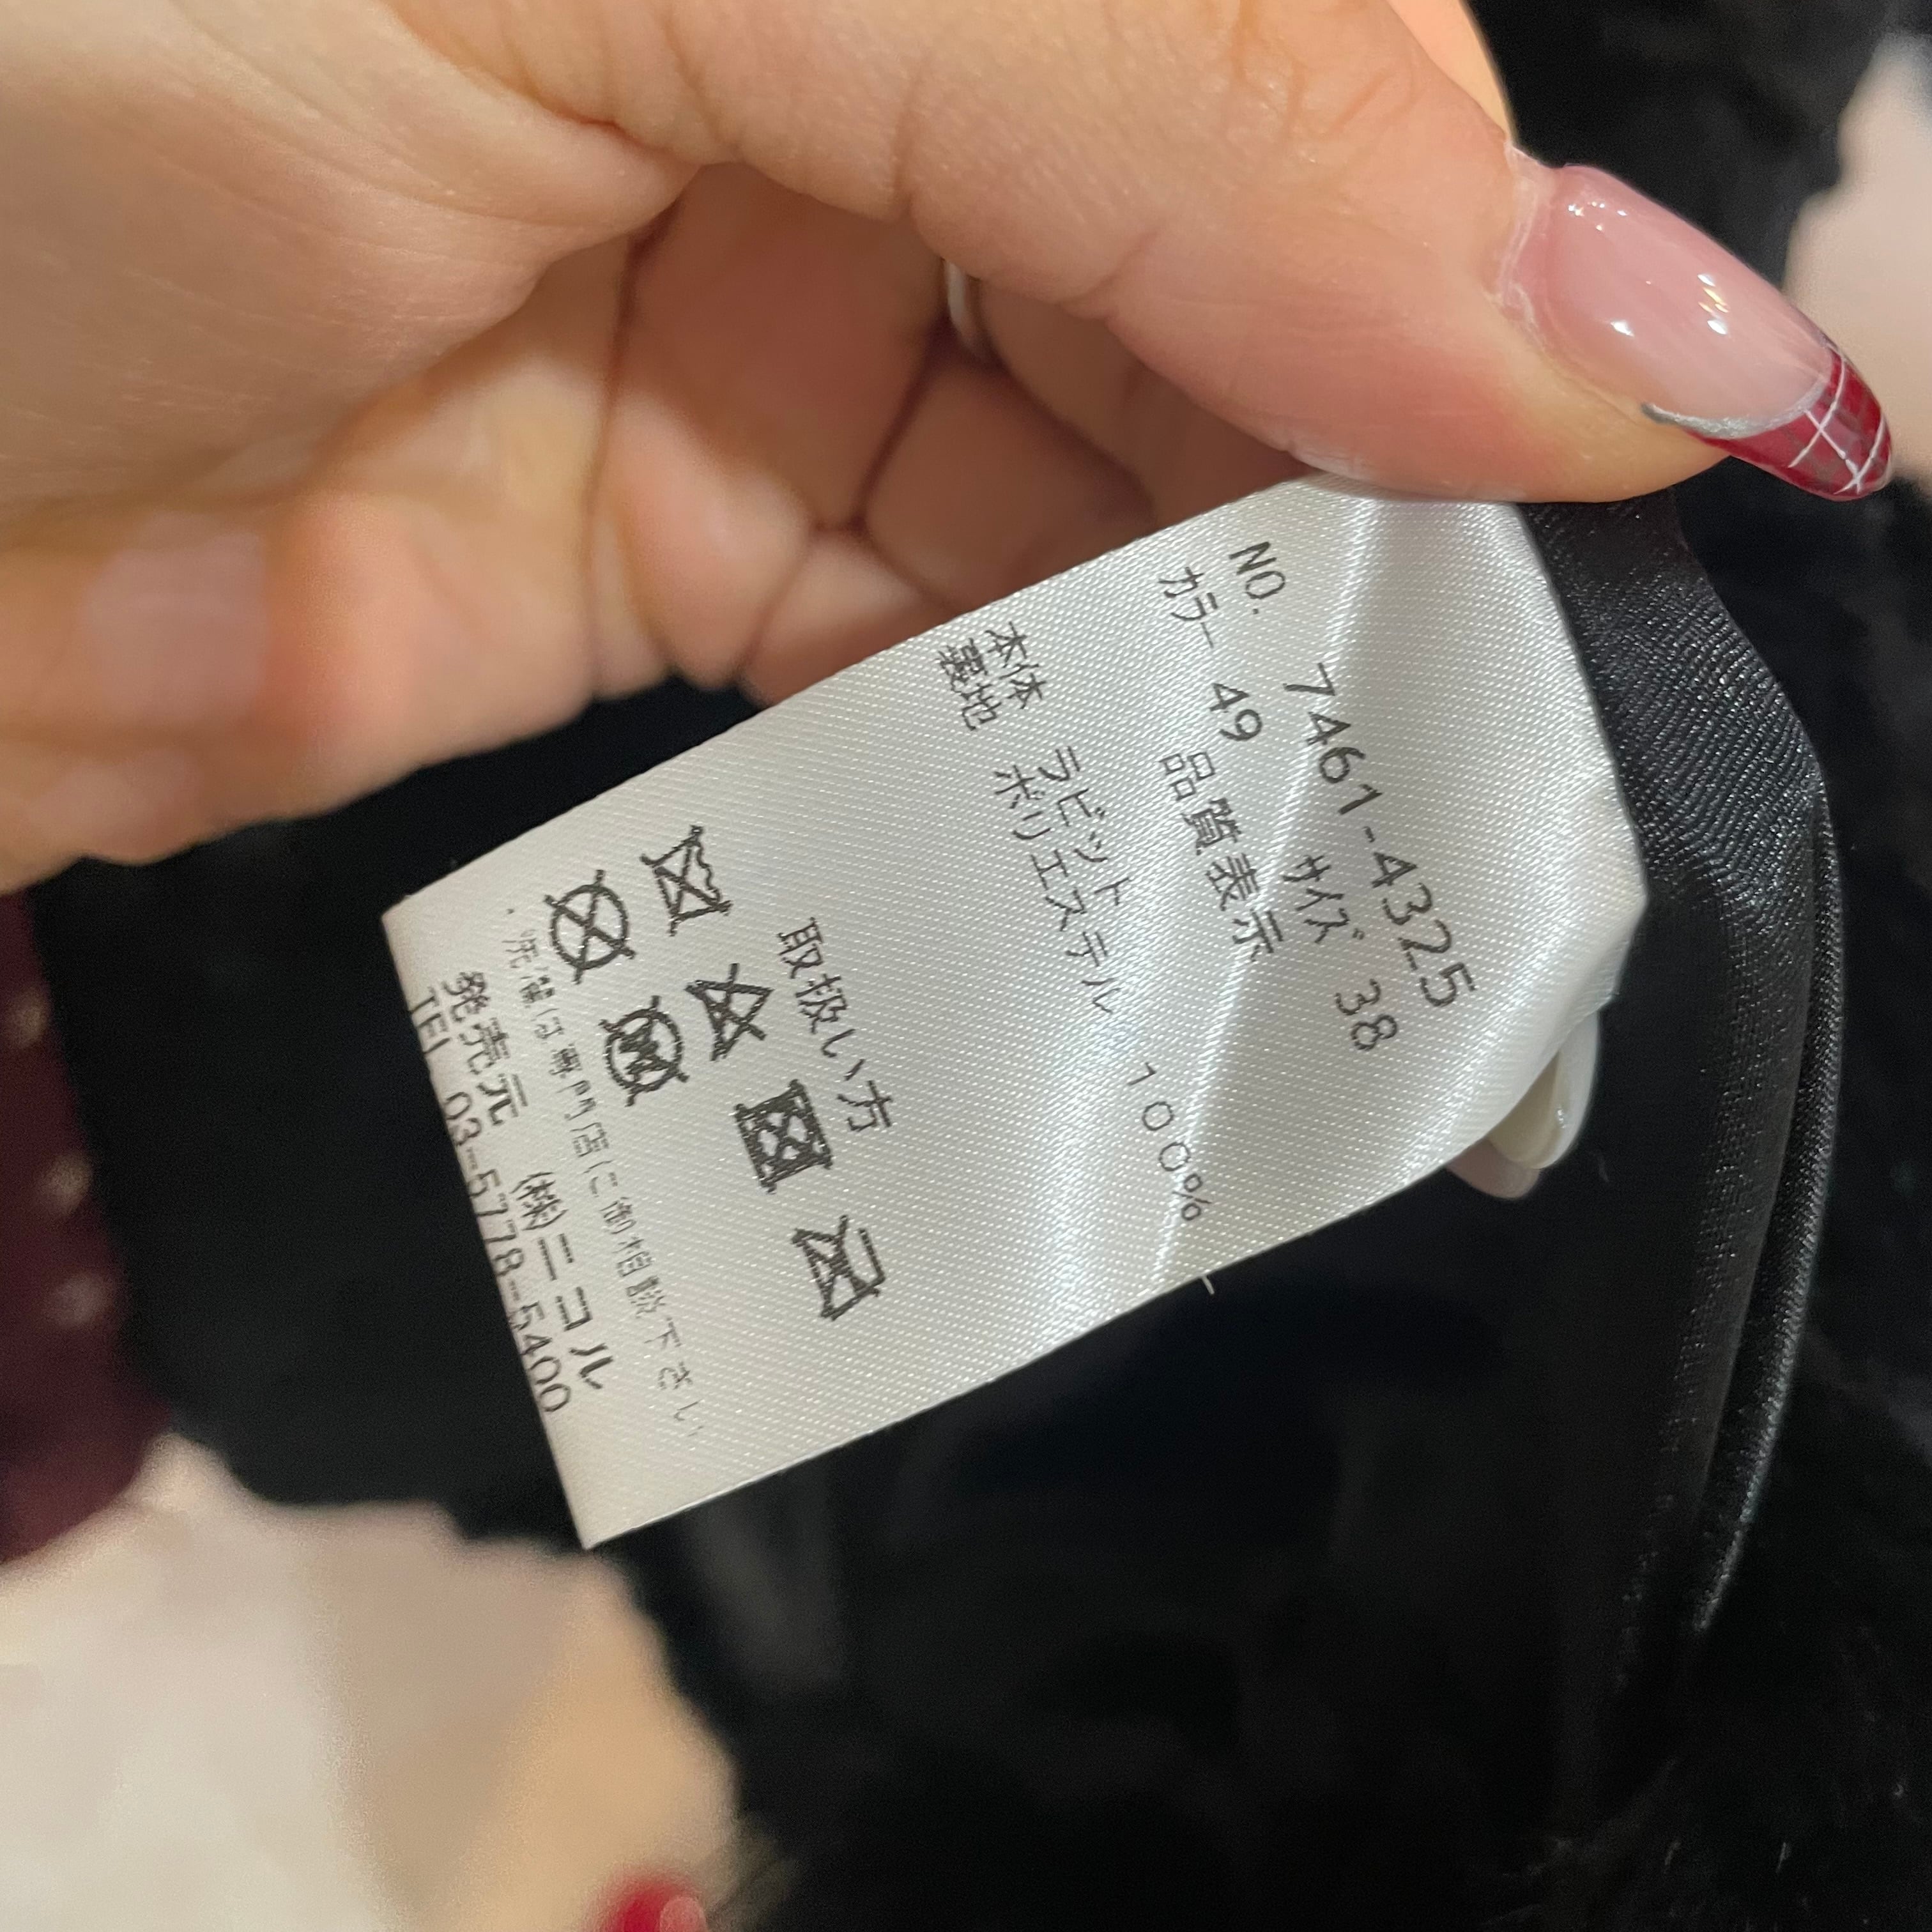 NO. 7461-4325
カラー 49 サイズ 38
品質表示
本体 ラビット
裏地 ポリエステル 100%
取扱い方
・洗濯は専門店に御相談下さい
発売元 (株)ニコル
TEL 03-5778-5400